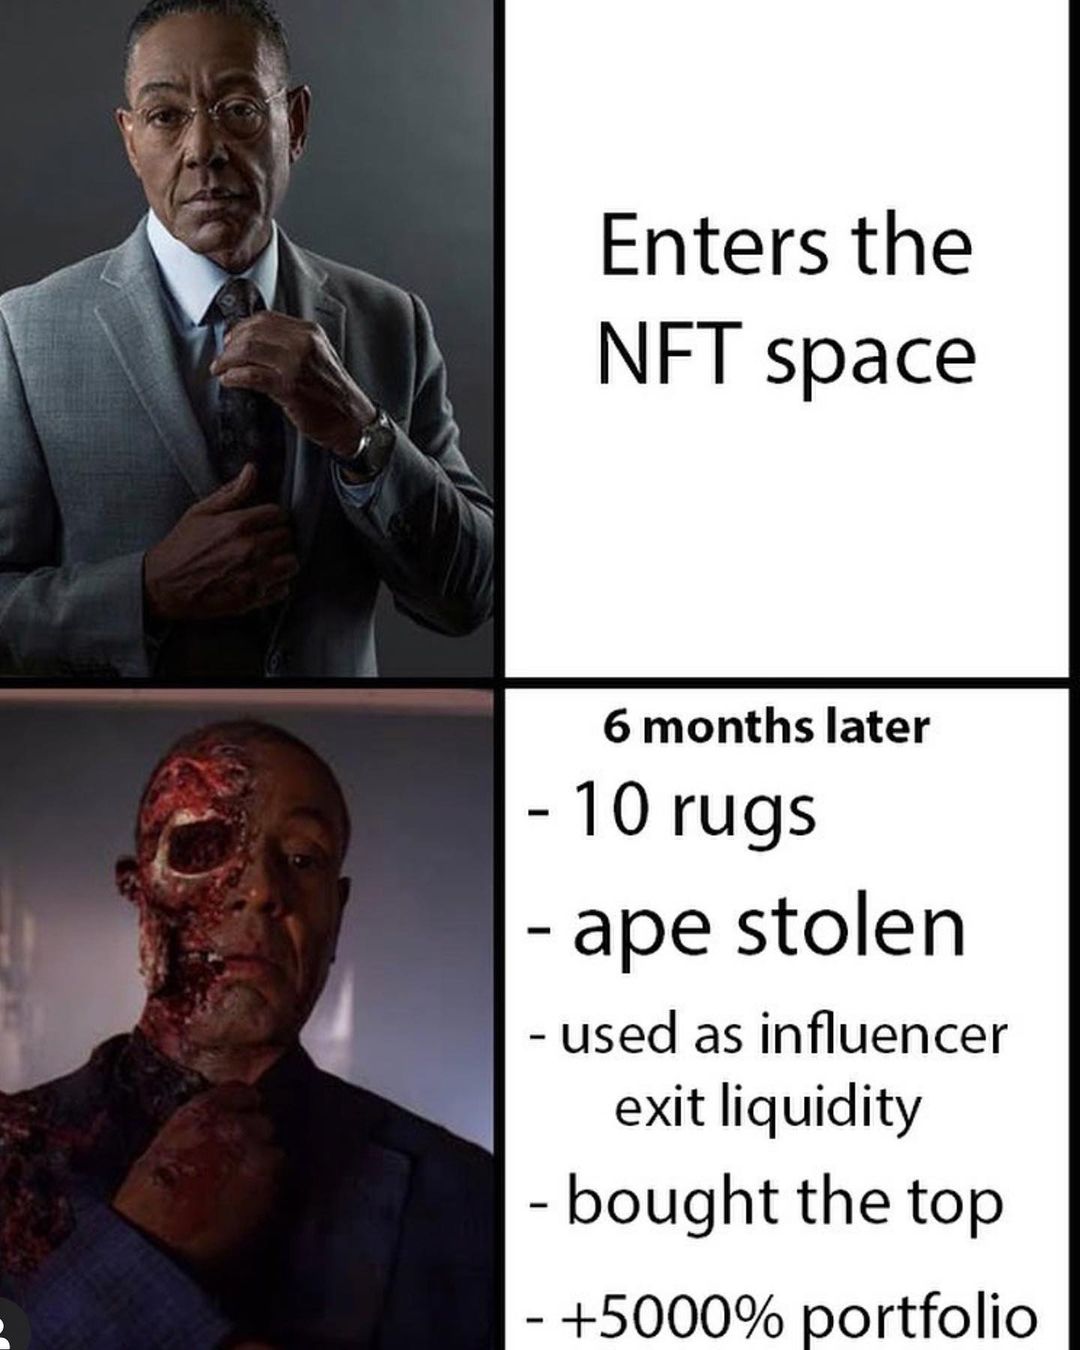 Enters the
NFT space
6 months later
- 10 rugs
- ape stolen
- used as influencer
exit liquidity
- bought the top
- +5000% portfolio